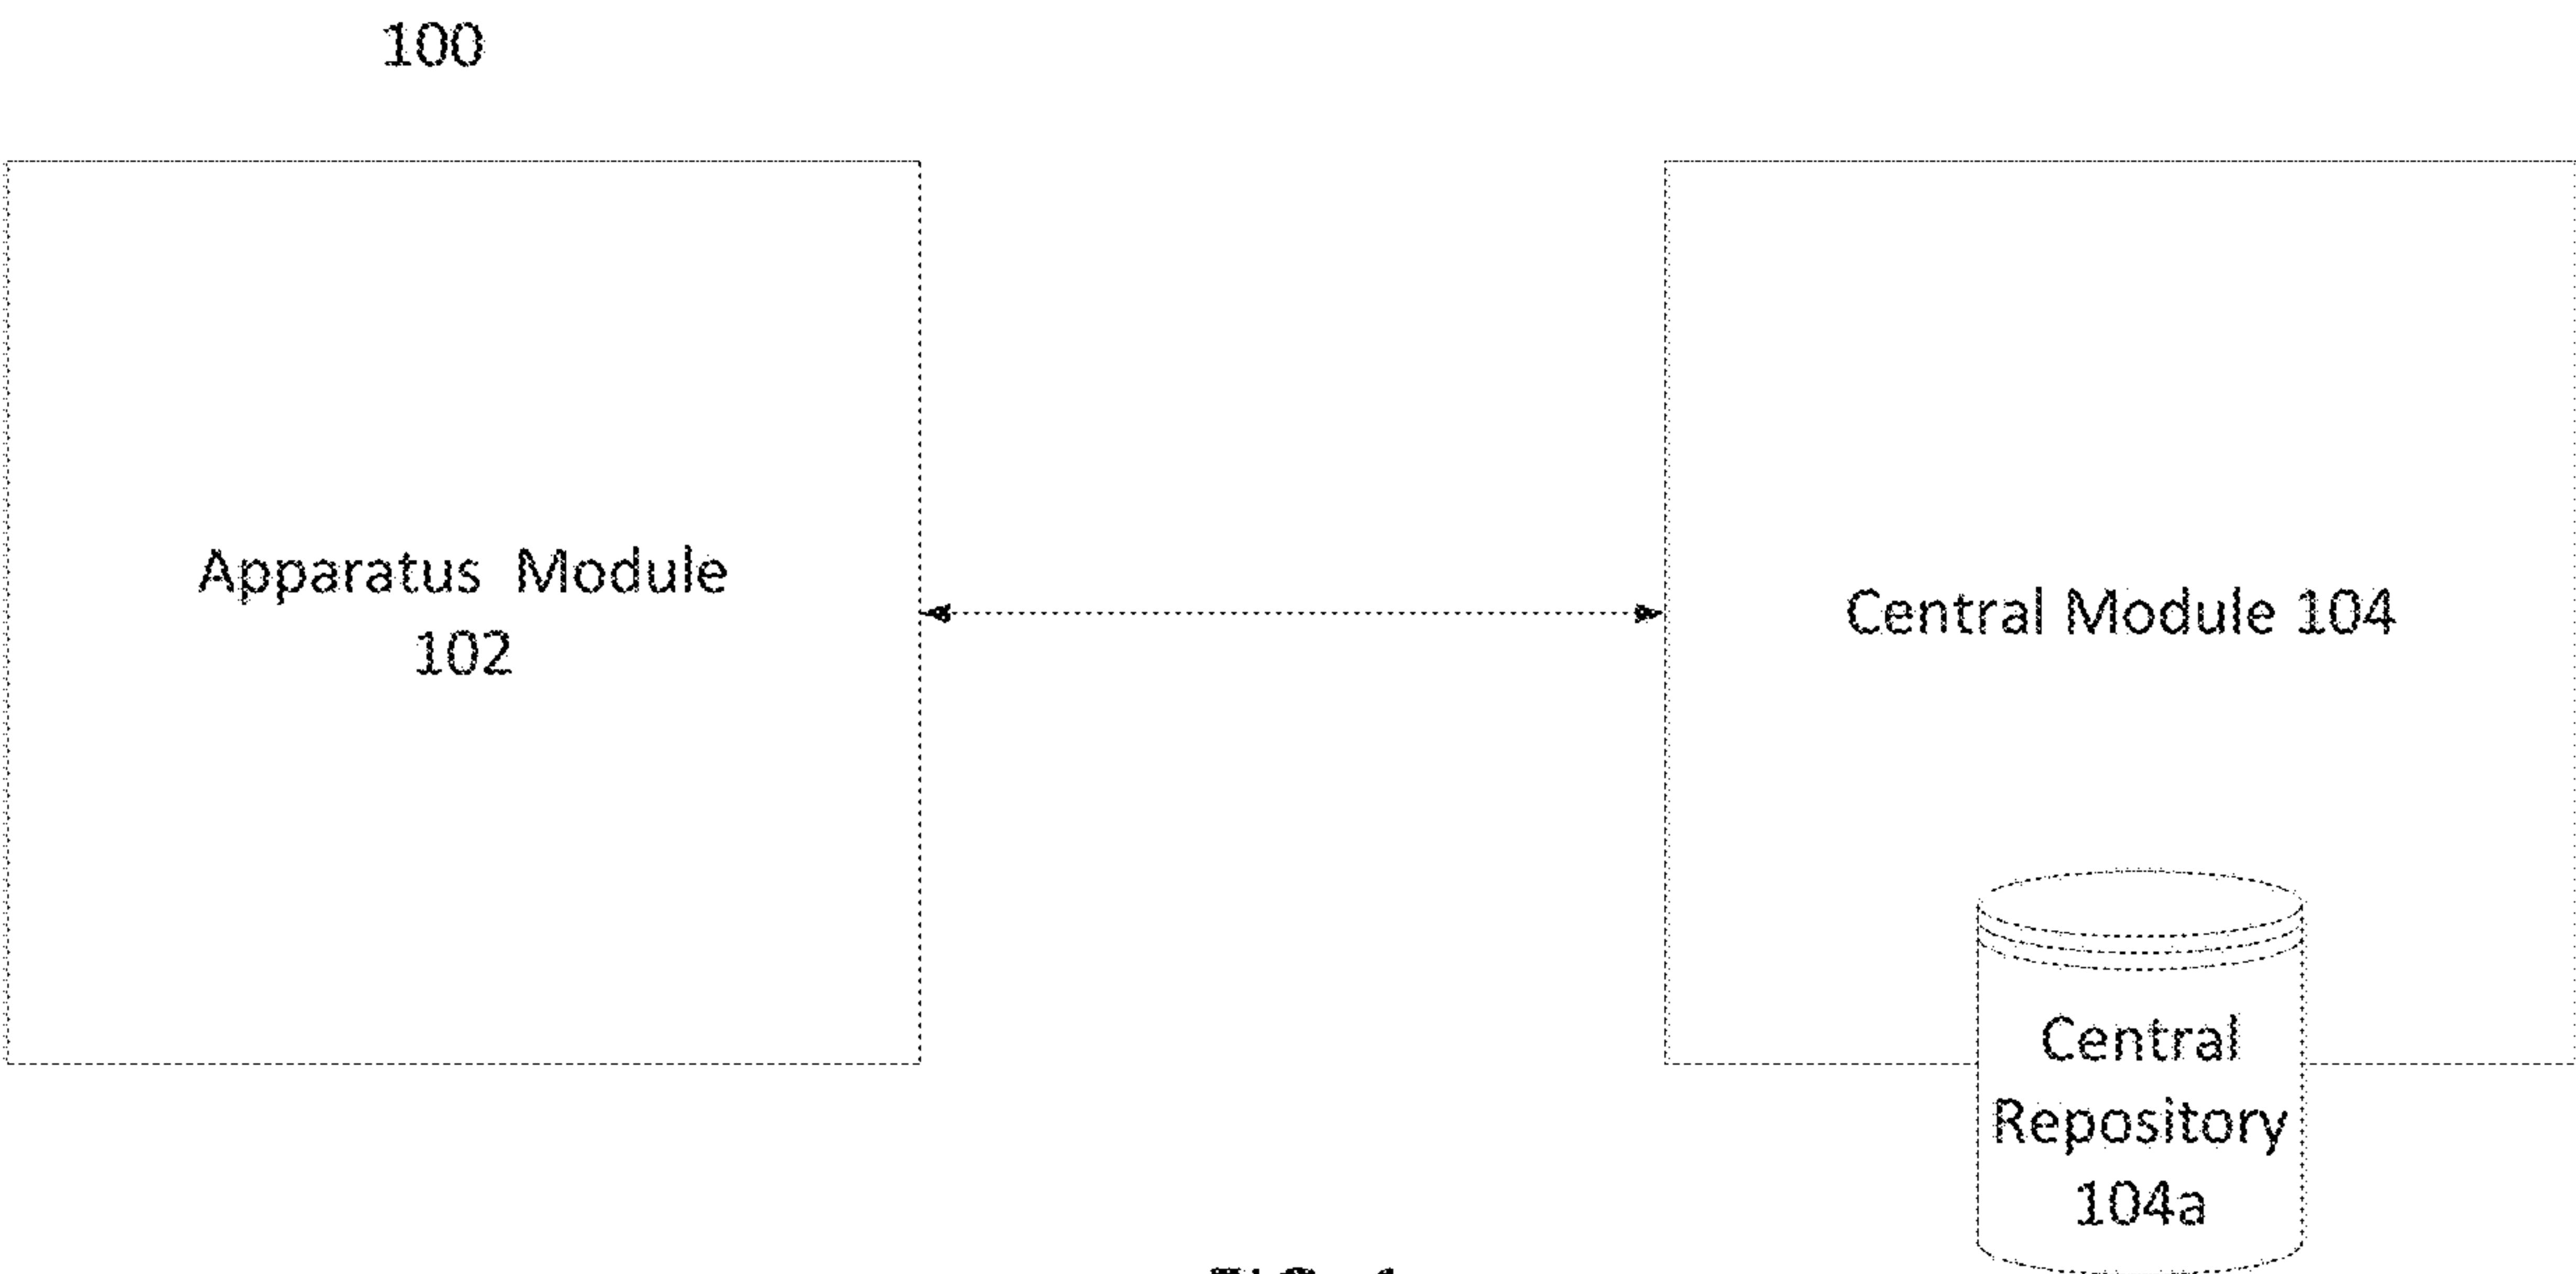 100
Apparatus Module
102
Central Module 104
Central
Repository
104a